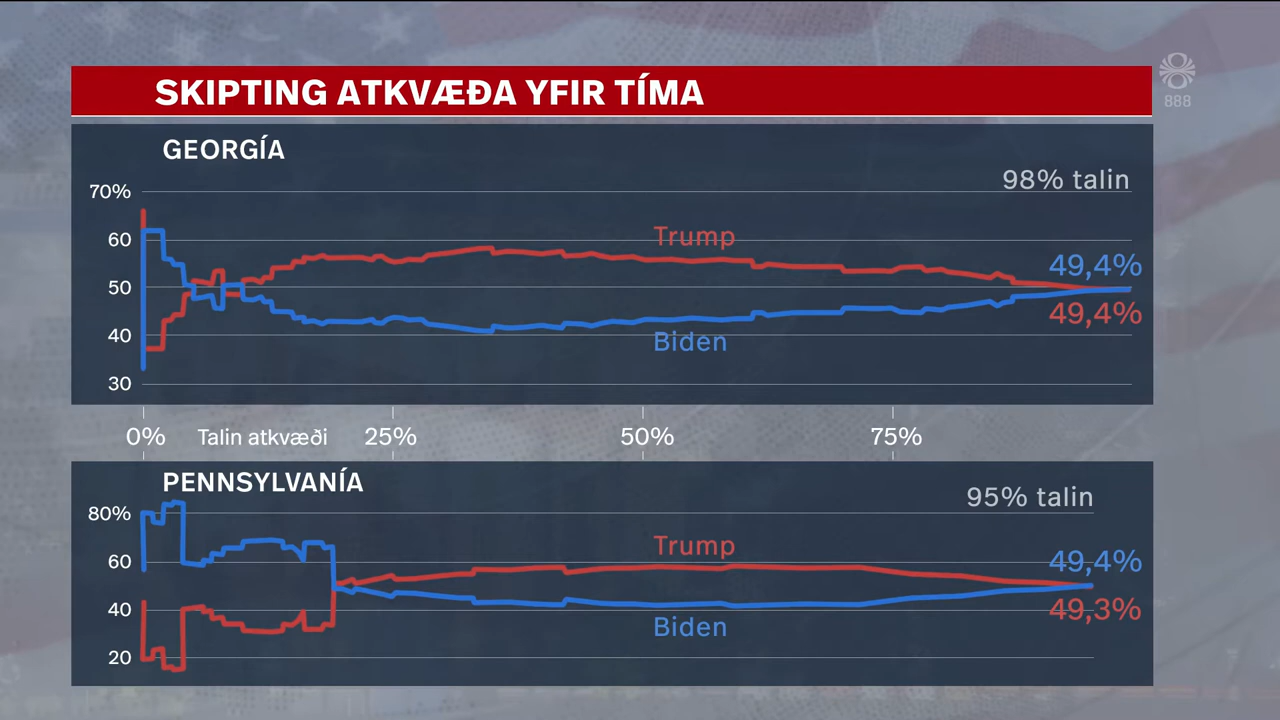 SKIPTING ATKVÆÐA YFIR TÍMA
888
GEORGÍA
98% talin
70%
60
50
40
30
Trump
Biden
49,4%
49,4%
0%
Talin atkvæði
25%
50%
75%
PENNSYLVANÍA
95% talin
80%
60
40
20
Trump
Biden
49,4%
49,3%